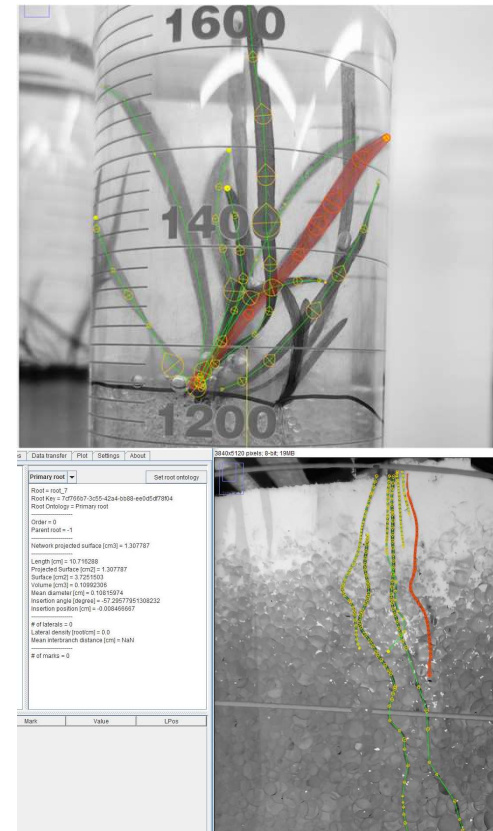 1600
1400
1200
Data transfer
Plot
Settings
About
3840x5120 pixels; 8-bit; 19MB
Primary root
Set root ontology
Root = root_7
Root Key = 7cf766b7-3c55-42a4-bb88-ee0d5df78f04
Root Ontology = Primary root
Order = 0
Parent root = -1
Network projected surface [cm3] = 1.307787
Length [cm] = 10.716288
Projected Surface [cm2] = 1.307787
Surface [cm2] = 3.7251503
Volume [cm3] = 0.10992306
Mean diameter [cm] = 0.10815974
Insertion angle [degree] = -57.29577951308232
Insertion position [cm] = -0.008466667
# of laterals = 0
Lateral density [root/cm] = 0.0
Mean interbranch distance [cm] = NaN
# of marks = 0
Mark
Value
LPos